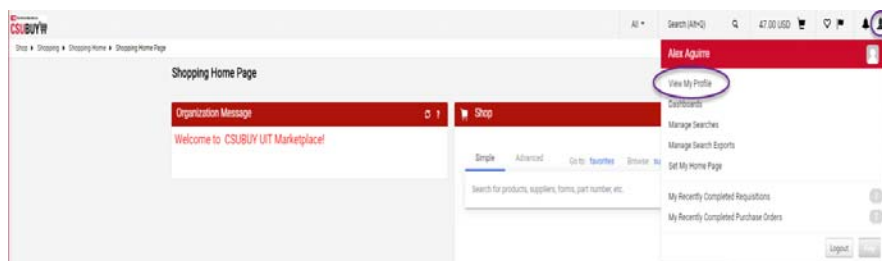 CSUBUY
All
Search (Alt+Q)
47.00 USD
Shop Shopping Shopping Home Shopping Home Page
Alex Aguirre
Shopping Home Page
View My Profile
Dashboards
Organization Message
?
Shop
Manage Searches
Welcome to CSUBUY UIT Marketplace!
Manage Search Exports
Simple
Advanced
Go to: favorites
Browse:
Set My Home Page
Search for products, suppliers, forms, part number, etc.
My Recently Completed Requisitions
My Recently Completed Purchase Orders
Logout